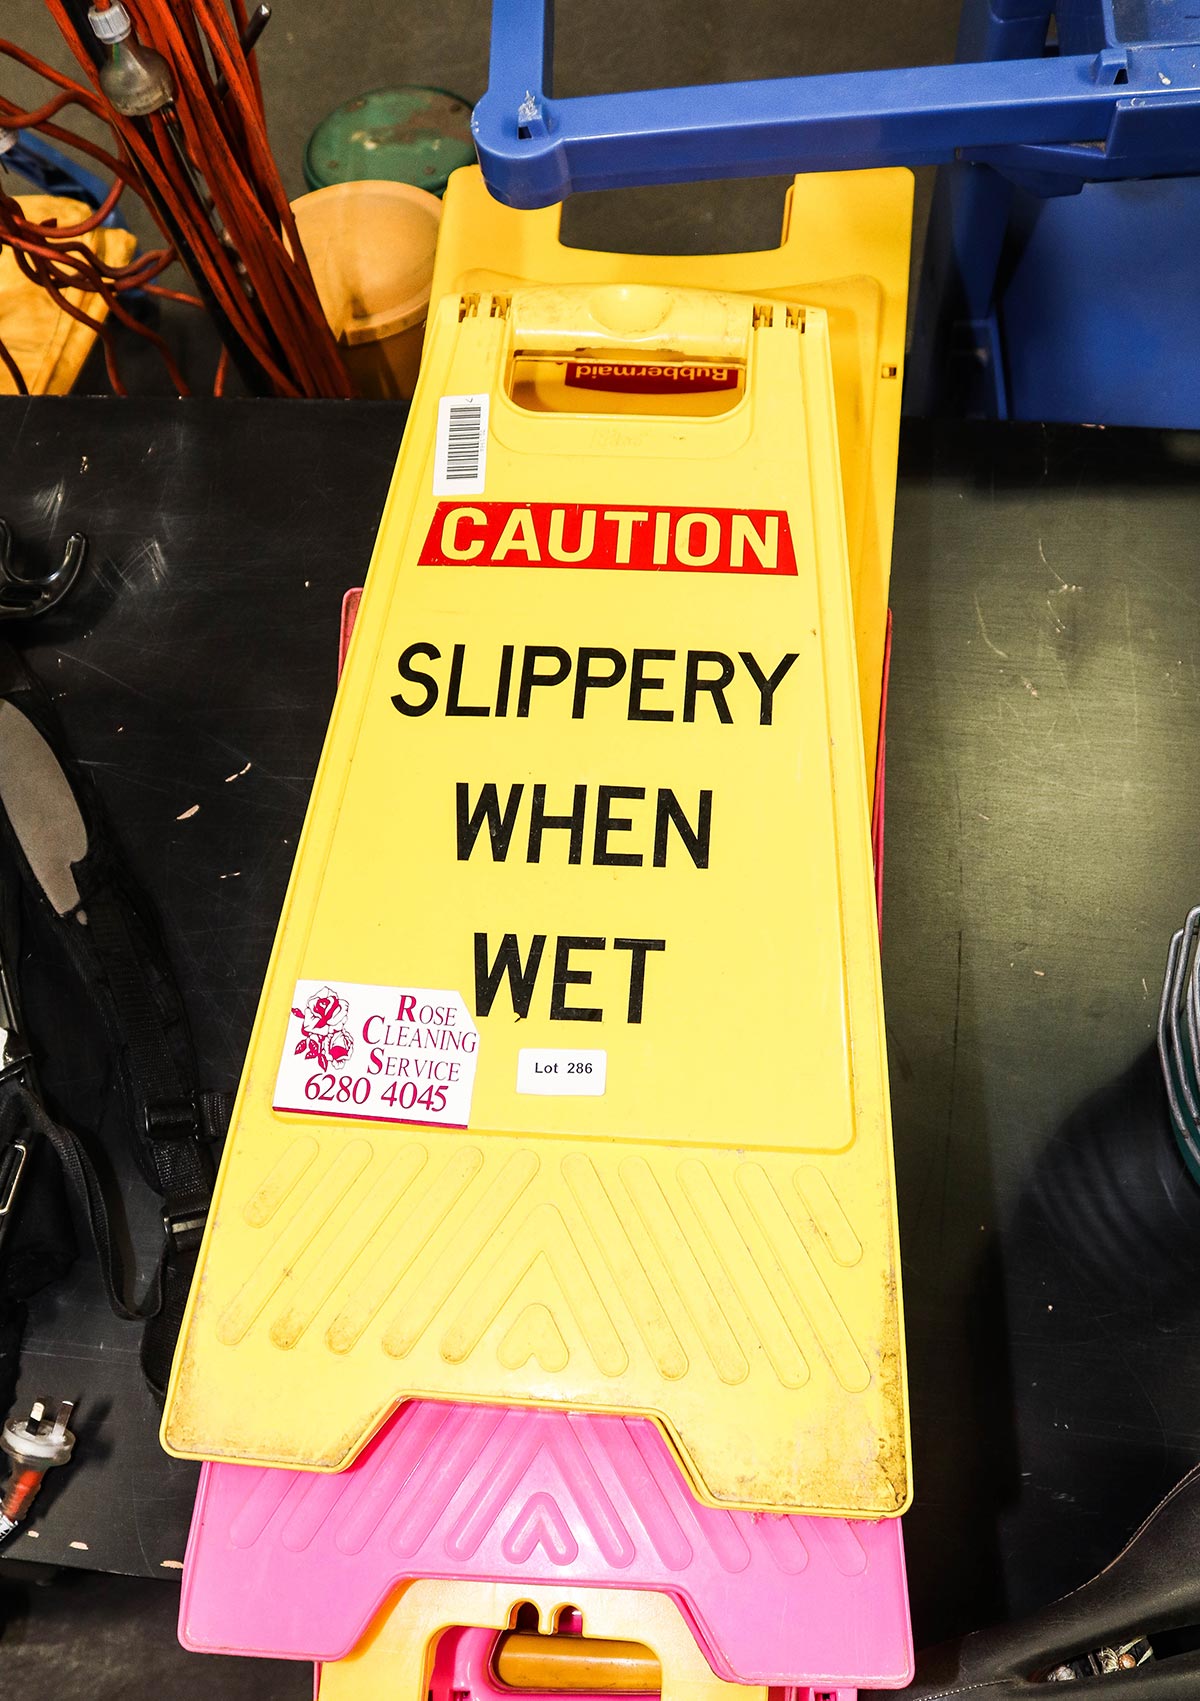 Rubbermaid
CAUTION
SLIPPERY
WHEN
WET
ROSE
CLEANING
SERVICE
6280 4045
Lot 286